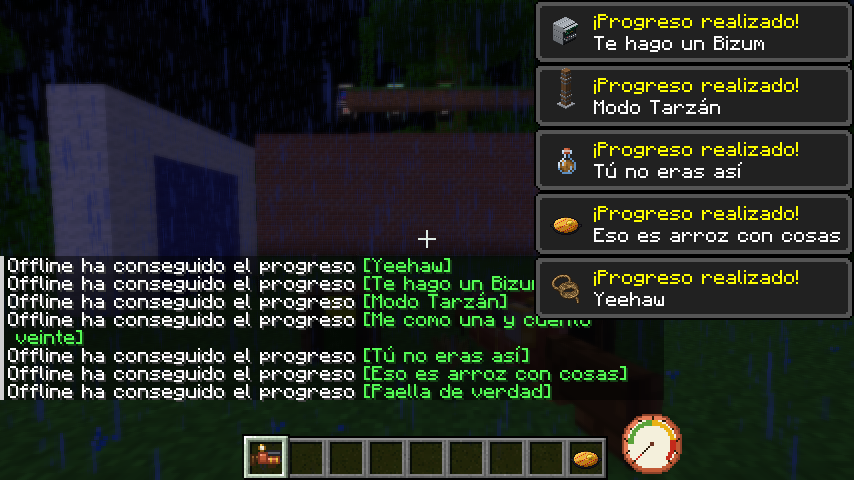 ¡Progreso realizado!
Te hago un Bizum
¡Progreso realizado!
Modo Tarzán
¡Progreso realizado!
Tú no eras así
¡Progreso realizado!
Eso es arroz con cosas
¡Progreso realizado!
Yeehaw
Offline ha conseguido el progreso [Yeehaw]
Offline ha conseguido el progreso [Te hago un Bizu
Offline ha conseguido el progreso [Modo Tarzán]
Offline ha conseguido el progreso [Me como una y cuento
veinte]
Offline ha conseguido el progreso [Tú no eras así]
Offline ha conseguido el progreso [Eso es arroz con cosas]
Offline ha conseguido el progreso [Paella de verdad]